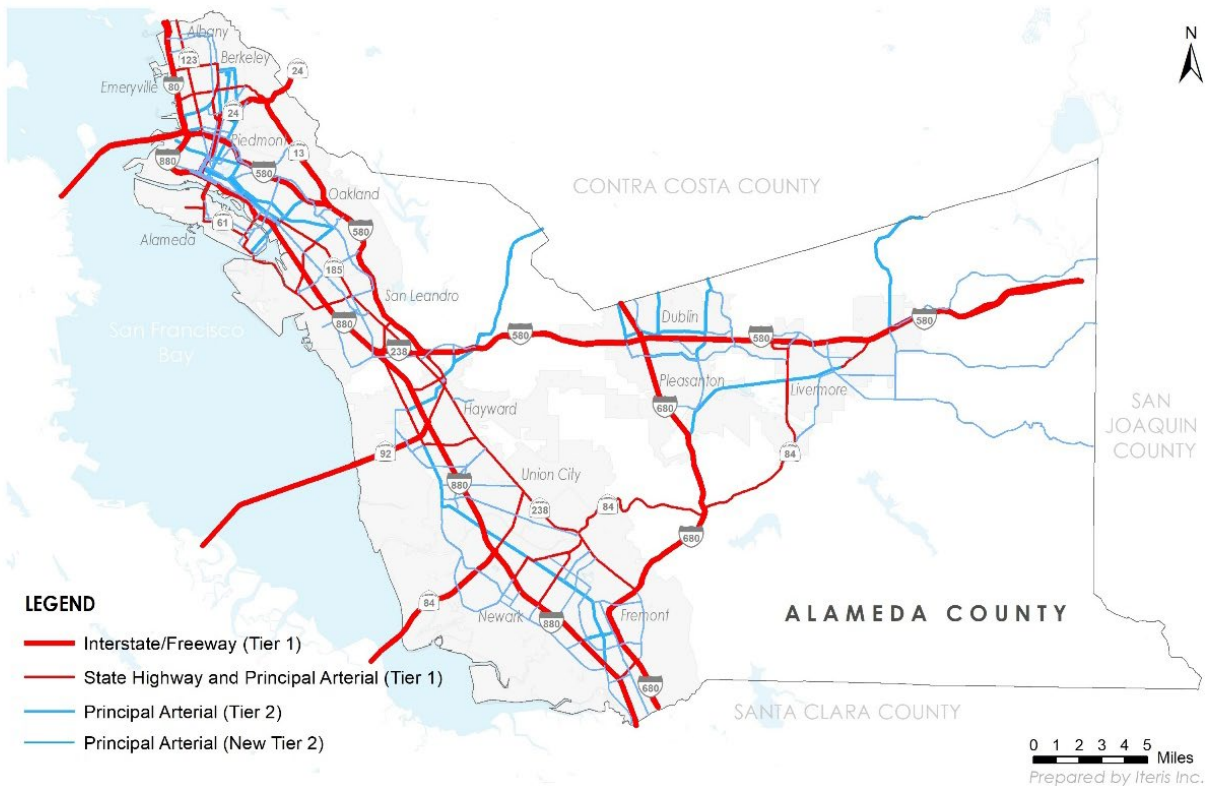 N
24
Albany
123
Berkeley
Emeryville
80
24
Piedmont
880
13
580
Oakland
CONTRA COSTA COUNTY
61
580
Alameda
185
San Leandro
San Francisco
Bay
880
238
580
Dublin
580
580
Pleasanton
Livermore
680
Hayward
SAN
JOAQUIN
COUNTY
92
84
Union City
880
238
84
680
84
Newark
880
Fremont
680
ALAMEDA COUNTY
SANTA CLARA COUNTY
LEGEND
Interstate/Freeway (Tier 1)
State Highway and Principal Arterial (Tier 1)
Principal Arterial (Tier 2)
Principal Arterial (New Tier 2)
0 1 2 3 4 5
Miles
Prepared by Iteris Inc.